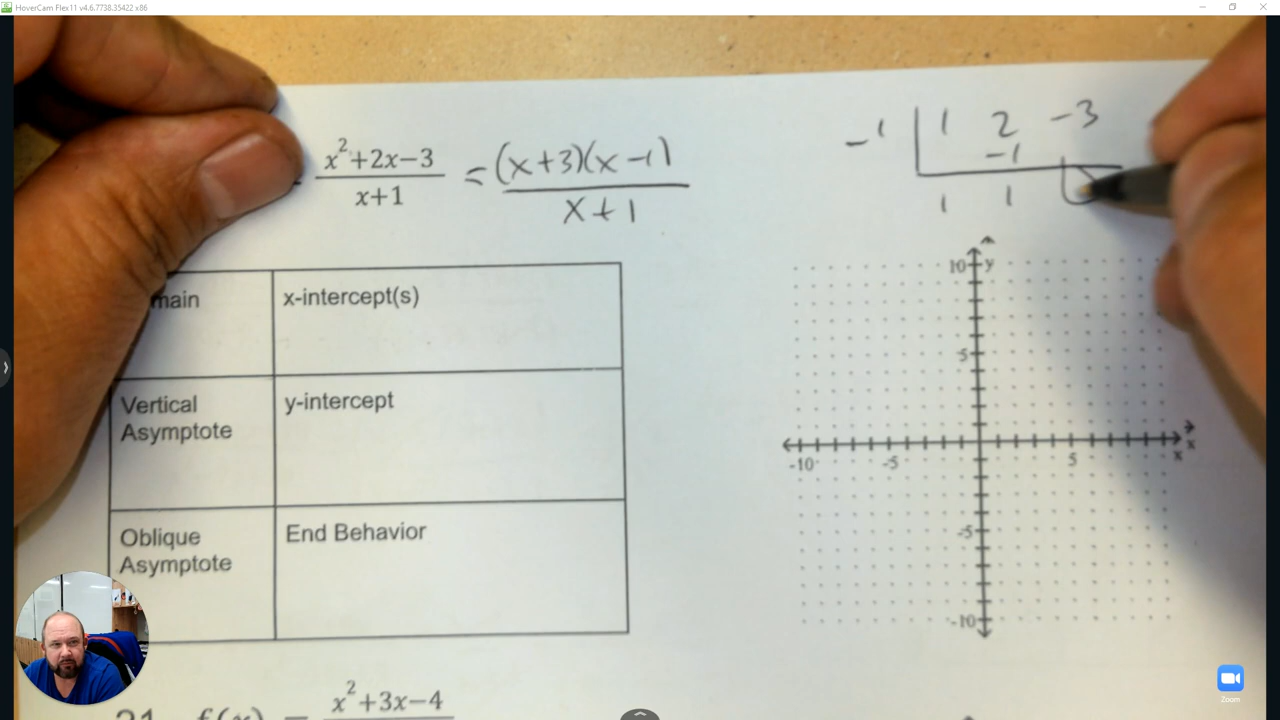 HoverCam Flex11 v4.6.7738.35422 x86
x²+2x−3 / x+1 = (x+3)(x−1) / x+1
−1 | 1 2 −3
−1
1 1
main
x-intercept(s)
Vertical
Asymptote
y-intercept
Oblique
Asymptote
End Behavior
10 y
5
-10 -5 5 x x
-5
-10
x²+3x−4
Zoom